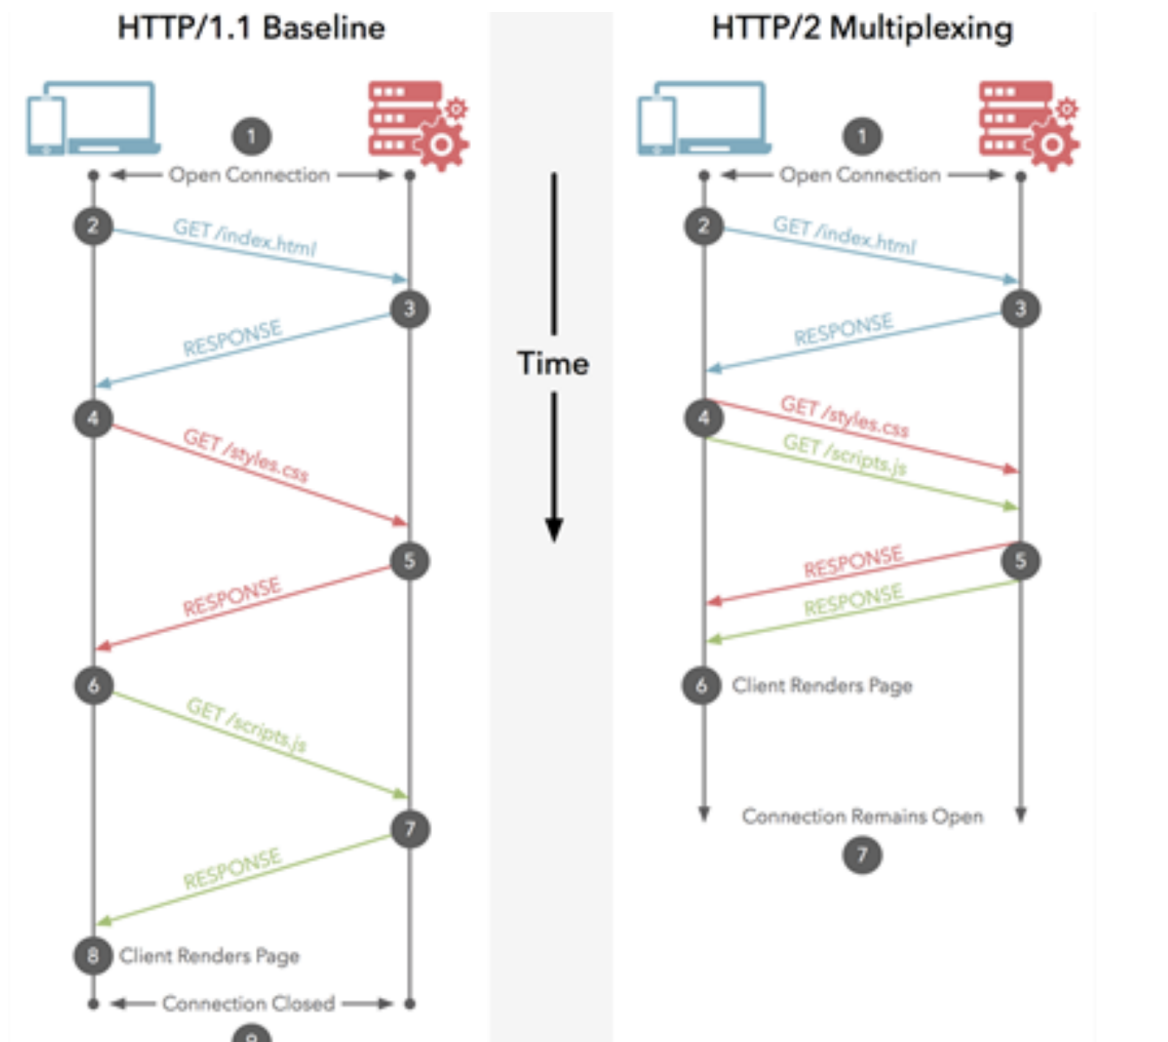 HTTP/1.1 Baseline
1
Open Connection
2
GET /index.html
3
RESPONSE
4
GET /styles.css
5
RESPONSE
6
GET /scripts.js
7
RESPONSE
8
Client Renders Page
Connection Closed
Time
HTTP/2 Multiplexing
1
Open Connection
2
GET /index.html
3
RESPONSE
4
GET /styles.css
GET /scripts.js
5
RESPONSE
RESPONSE
6
Client Renders Page
Connection Remains Open
7